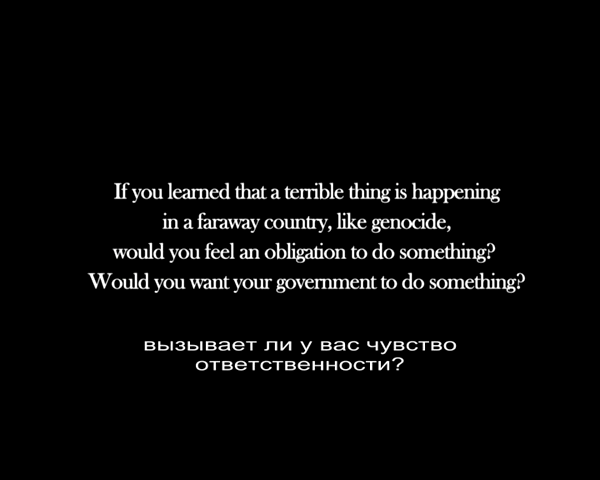 If you learned that a terrible thing is happening
in a faraway country, like genocide,
would you feel an obligation to do something?
Would you want your government to do something?
вызывает ли у вас чувство
ответственности?